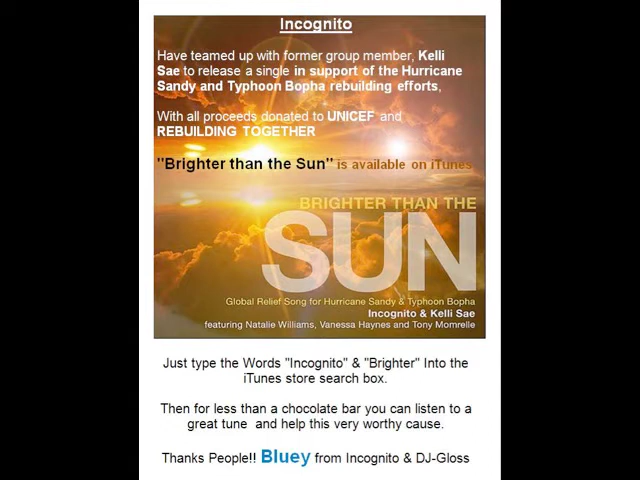 Incognito
Have teamed up with former group member, Kelli
Sae to release a single in support of the Hurricane
Sandy and Typhoon Bopha rebuilding efforts,
With all proceeds donated to UNICEF and
REBUILDING TOGETHER
"Brighter than the Sun" is available on iTunes
BRIGHTER THAN THE
SUN
Global Relief Song for Hurricane Sandy & Typhoon Bopha
Incognito & Kelli Sae
featuring Natalie Williams, Vanessa Haynes and Tony Momrelle
Just type the Words "Incognito" & "Brighter" Into the
iTunes store search box.
Then for less than a chocolate bar you can listen to a
great tune and help this very worthy cause.
Thanks People!! Bluey from Incognito & DJ-Gloss